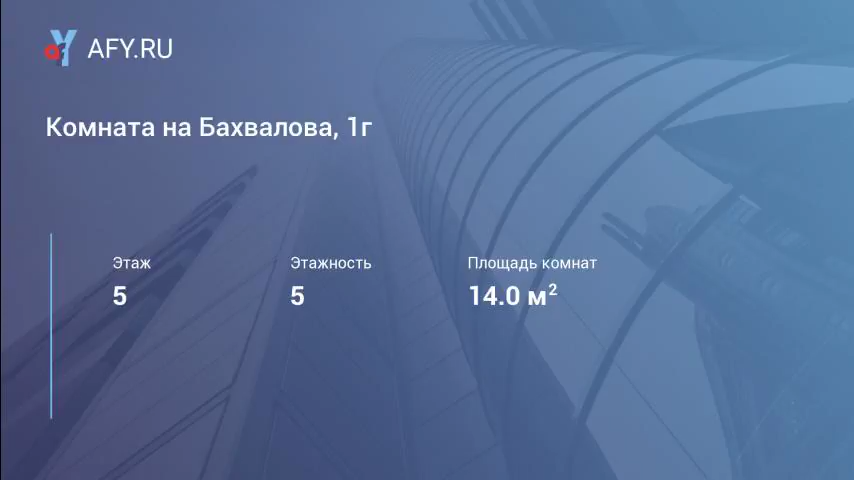 AFY.RU
Комната на Бахвалова, 1г
Этаж
5
Этажность
5
Площадь комнат
14.0 м²